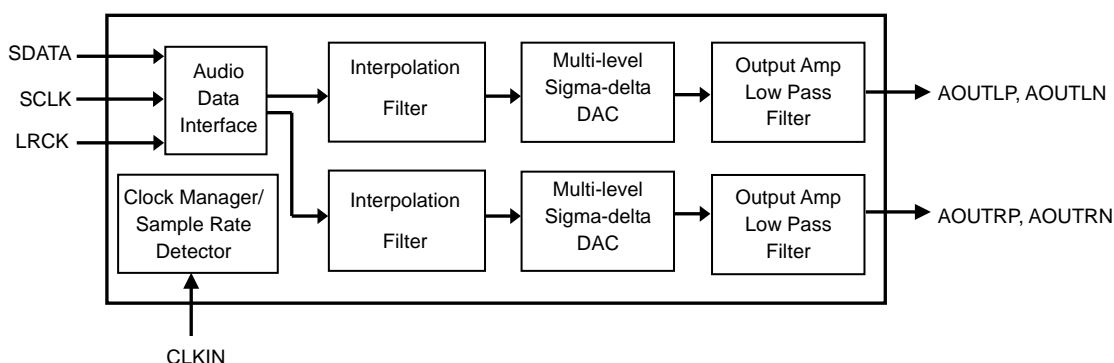 SDATA
SCLK
LRCK
Audio
Data
Interface
Interpolation
Filter
Multi-level
Sigma-delta
DAC
Output Amp
Low Pass
Filter
AOUTLP, AOUTLN
Clock Manager/
Sample Rate
Detector
Interpolation
Filter
Multi-level
Sigma-delta
DAC
Output Amp
Low Pass
Filter
AOUTRP, AOUTRN
CLKIN